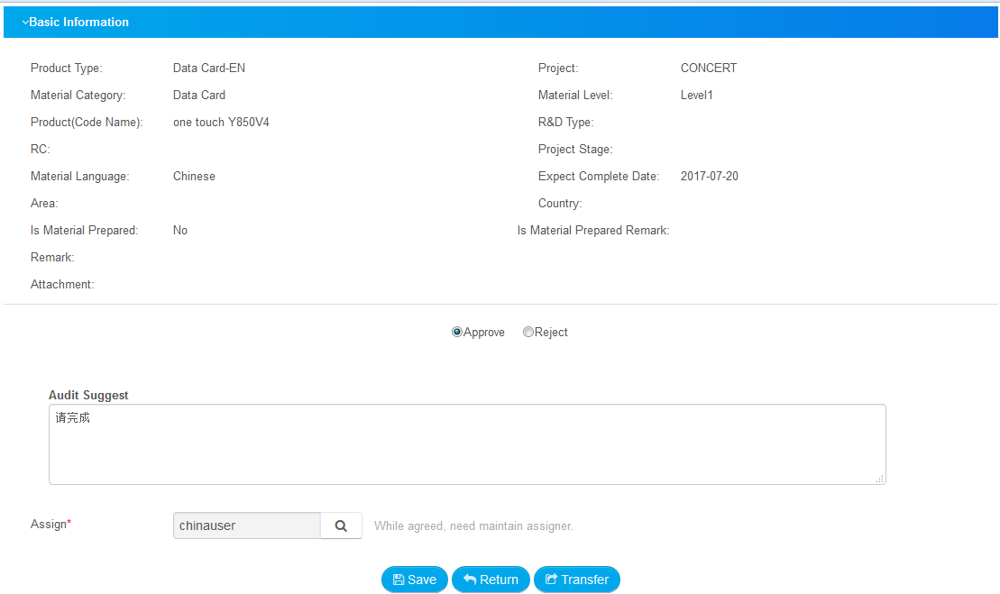 Basic Information
Product Type: Data Card-EN Project: CONCERT
Material Category: Data Card Material Level: Level1
Product(Code Name): one touch Y850V4 R&D Type:
RC: Project Stage:
Material Language: Chinese Expect Complete Date: 2017-07-20
Area: Country:
Is Material Prepared: No Is Material Prepared Remark:
Remark:
Attachment:
Approve Reject
Audit Suggest
请完成
Assign* chinauser While agreed, need maintain assigner.
Save Return Transfer